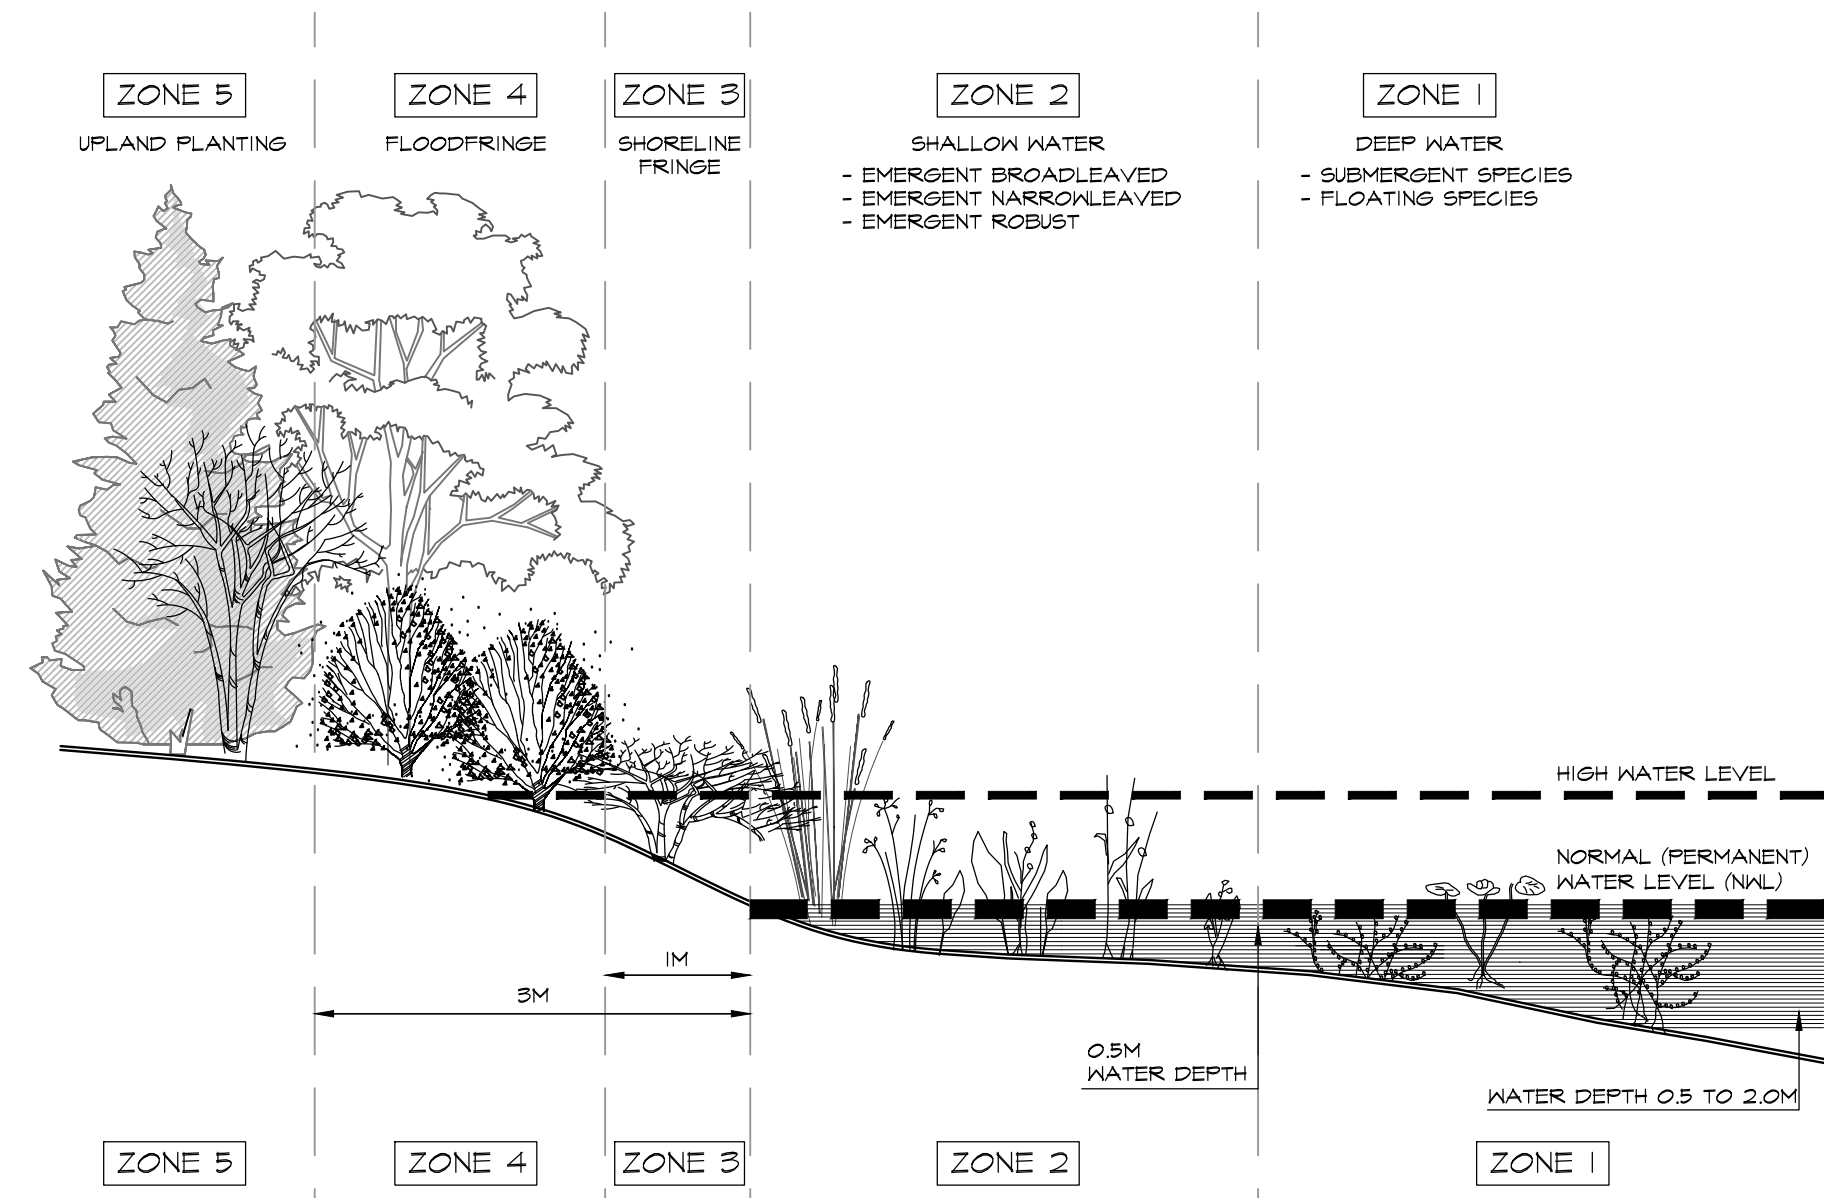 ZONE 5
ZONE 4
ZONE 3
ZONE 2
ZONE 1
UPLAND PLANTING
FLOODFRINGE
SHORELINE
FRINGE
SHALLOW WATER
- EMERGENT BROADLEAVED
- EMERGENT NARROWLEAVED
- EMERGENT ROBUST
DEEP WATER
- SUBMERGENT SPECIES
- FLOATING SPECIES
HIGH WATER LEVEL
NORMAL (PERMANENT)
WATER LEVEL (NWL)
1M
3M
0.5M
WATER DEPTH
WATER DEPTH 0.5 TO 2.0M
ZONE 5
ZONE 4
ZONE 3
ZONE 2
ZONE 1